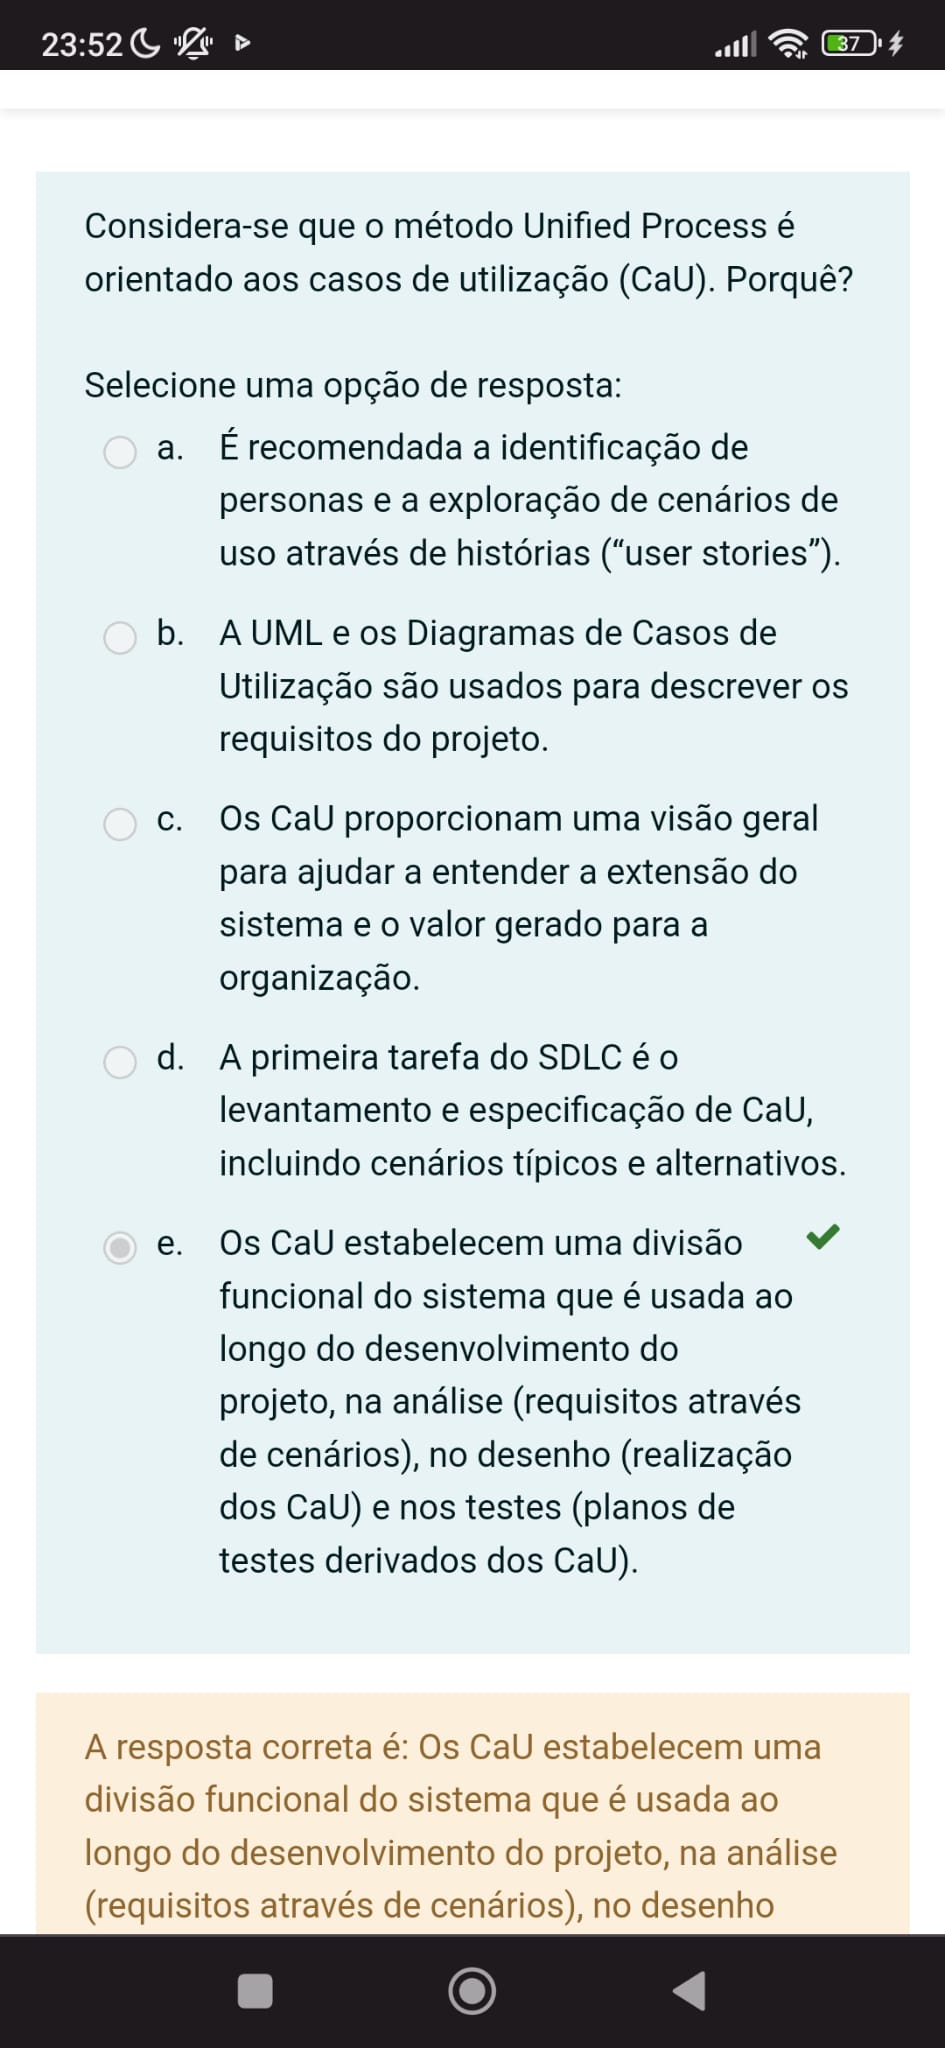 23:52
37
Considera-se que o método Unified Process é
orientado aos casos de utilização (CaU). Porquê?
Selecione uma opção de resposta:
a. É recomendada a identificação de
personas e a exploração de cenários de
uso através de histórias (“user stories”).
b. A UML e os Diagramas de Casos de
Utilização são usados para descrever os
requisitos do projeto.
c. Os CaU proporcionam uma visão geral
para ajudar a entender a extensão do
sistema e o valor gerado para a
organização.
d. A primeira tarefa do SDLC é o
levantamento e especificação de CaU,
incluindo cenários típicos e alternativos.
e. Os CaU estabelecem uma divisão
funcional do sistema que é usada ao
longo do desenvolvimento do
projeto, na análise (requisitos através
de cenários), no desenho (realização
dos CaU) e nos testes (planos de
testes derivados dos CaU).
A resposta correta é: Os CaU estabelecem uma
divisão funcional do sistema que é usada ao
longo do desenvolvimento do projeto, na análise
(requisitos através de cenários), no desenho